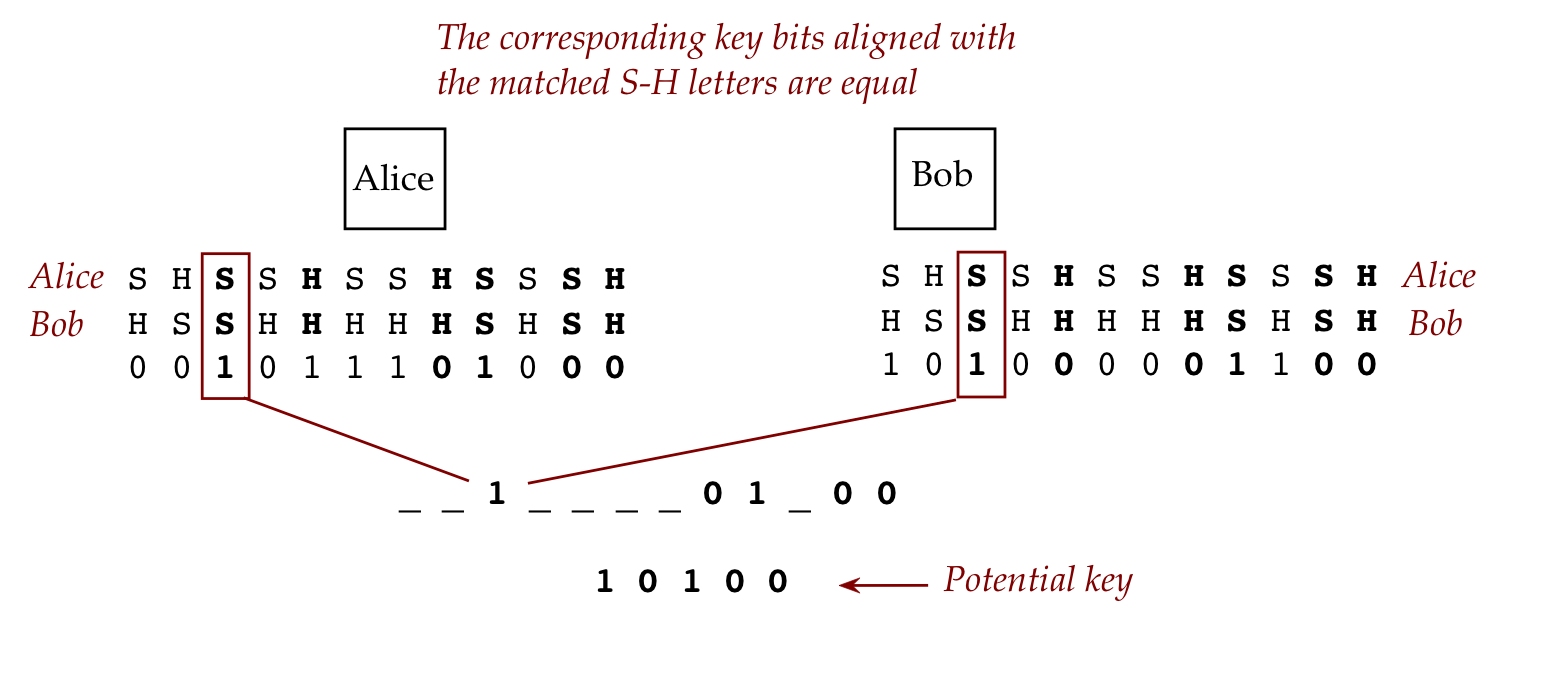 The corresponding key bits aligned with
the matched S-H letters are equal
Alice
Bob
Alice S H S S H S S H S S S H
Bob H S S H H H H H S H S H
0 0 1 0 1 1 1 0 1 0 0 0
S H S S H S S H S S S H Alice
H S S H H H H H S H S H Bob
1 0 1 0 0 0 0 0 1 1 0 0
_ _ 1 _ _ _ _ 0 1 _ 0 0
1 0 1 0 0 Potential key